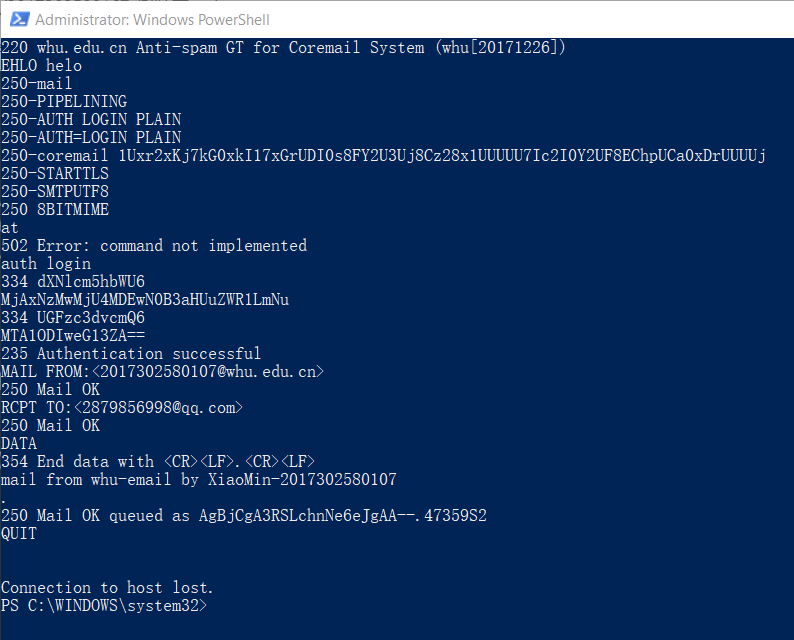 Administrator: Windows PowerShell
220 whu.edu.cn Anti-spam GT for Coremail System (whu[20171226])
EHLO helo
250-mail
250-PIPELINING
250-AUTH LOGIN PLAIN
250-AUTH=LOGIN PLAIN
250-coremail 1Uxr2xKj7kG0xkI17xGrUDI0s8FY2U3Uj8Cz28x1UUUUU7Ic2I0Y2UF8EChpUCa0xDrUUUUj
250-STARTTLS
250-SMTPUTF8
250 8BITMIME
at
502 Error: command not implemented
auth login
334 dXNlcm5hbWU6
MjAxNzMwMjU4MDEwN0B3aHUuZWR1LmNu
334 UGFzc3dvcmQ6
MTA1ODIweG13ZA==
235 Authentication successful
MAIL FROM:<2017302580107@whu.edu.cn>
250 Mail OK
RCPT TO:<2879856998@qq.com>
250 Mail OK
DATA
354 End data with <CR><LF>.<CR><LF>
mail from whu-email by XiaoMin-2017302580107
.
250 Mail OK queued as AgBjCgA3RSLchnNe6eJgAA--.47359S2
QUIT
Connection to host lost.
PS C:\WINDOWS\system32>